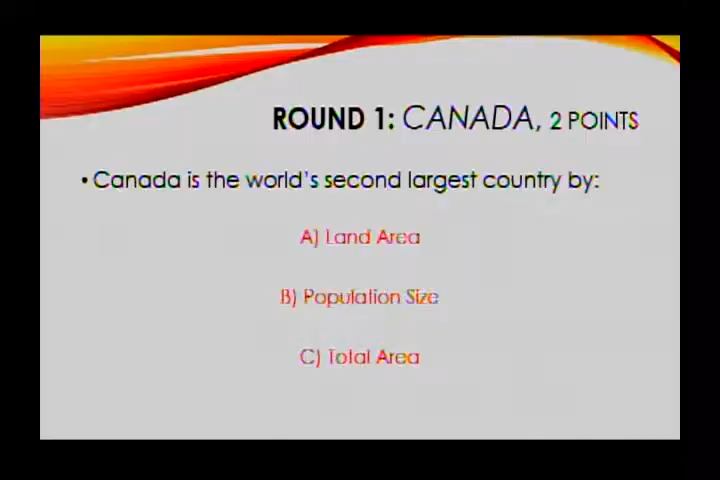 ROUND 1: CANADA, 2 POINTS
• Canada is the world's second largest country by:
A) Land Area
B) Population Size
C) Total Area